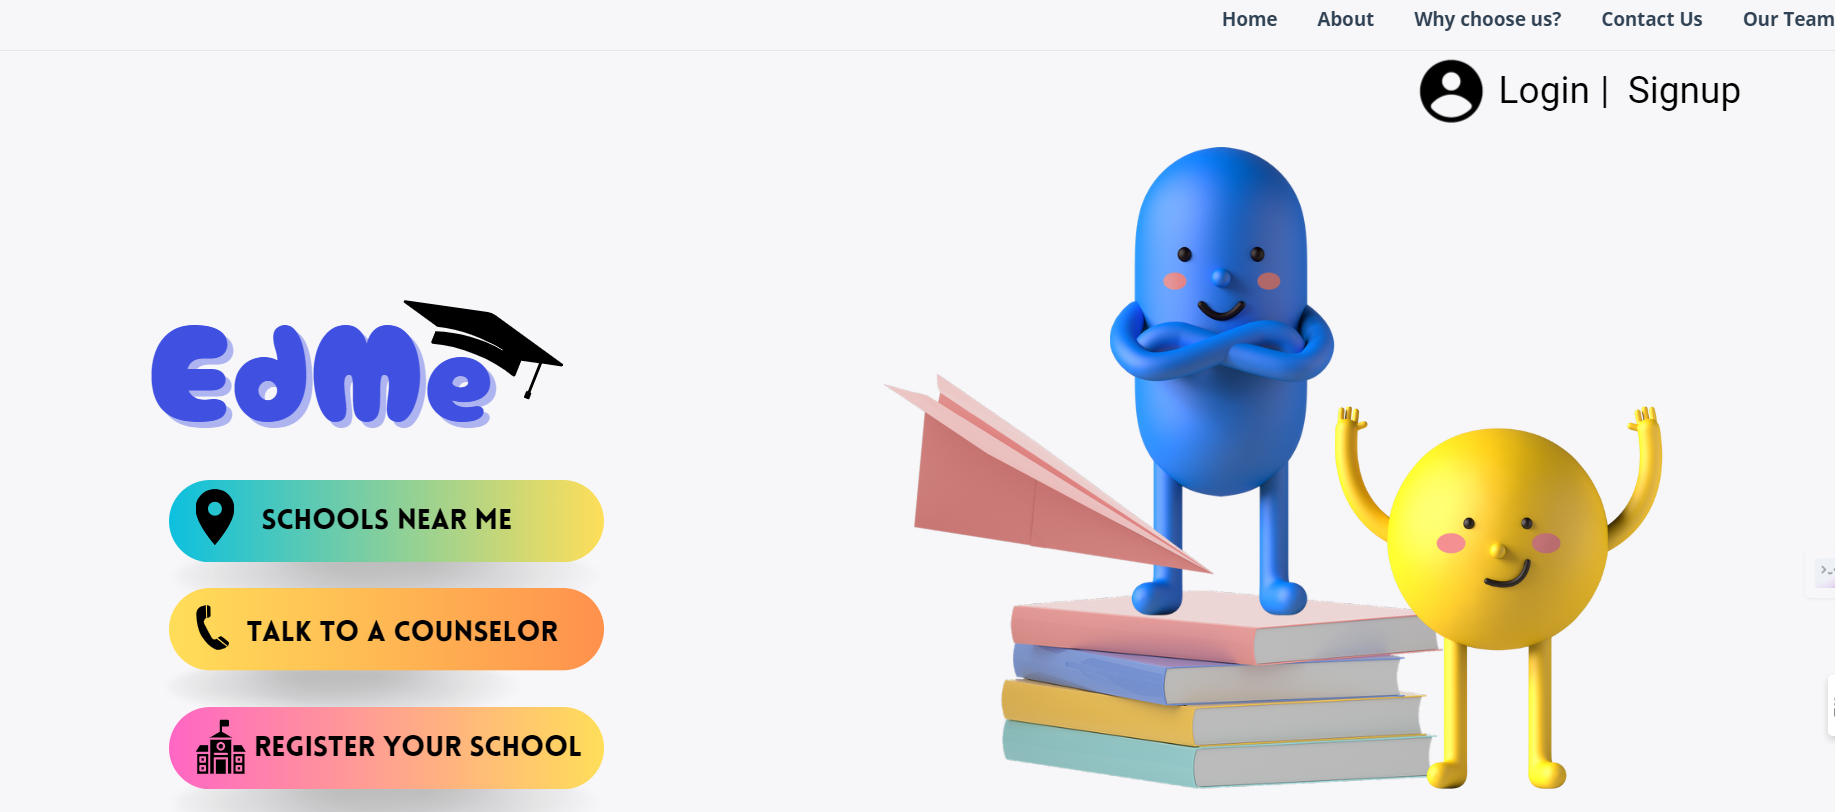 Home About Why choose us? Contact Us Our Team
Login | Signup
EdMe
SCHOOLS NEAR ME
TALK TO A COUNSELOR
REGISTER YOUR SCHOOL